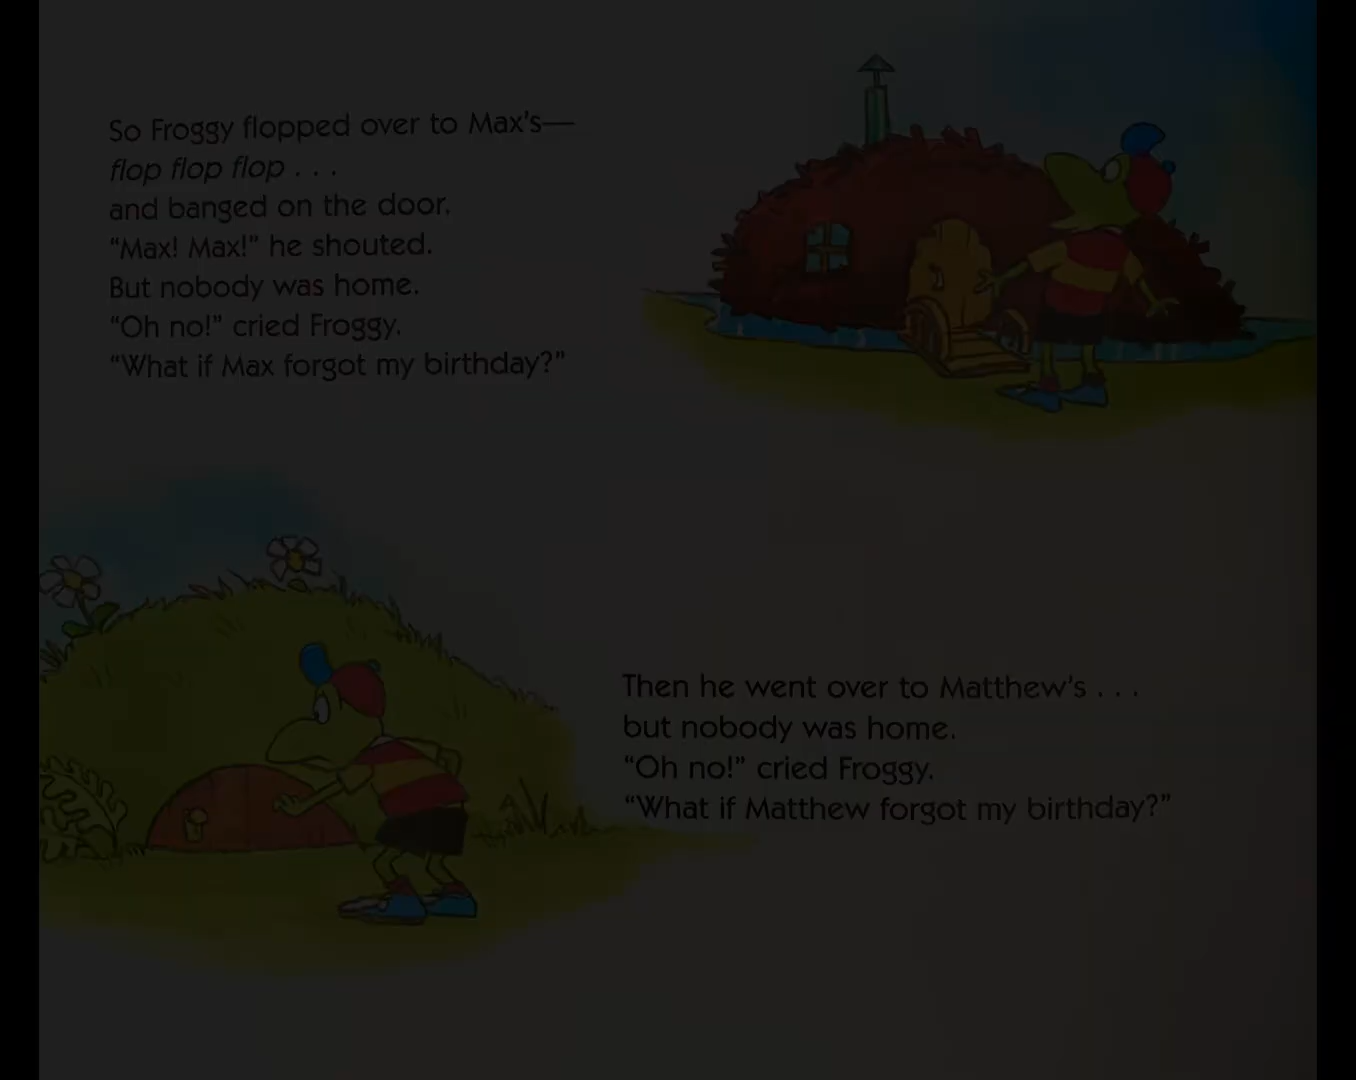 So Froggy flopped over to Max's—
flop flop flop . . .
and banged on the door.
“Max! Max!” he shouted.
But nobody was home.
“Oh no!” cried Froggy.
“What if Max forgot my birthday?”
Then he went over to Matthew's . . .
but nobody was home.
“Oh no!” cried Froggy.
“What if Matthew forgot my birthday?”